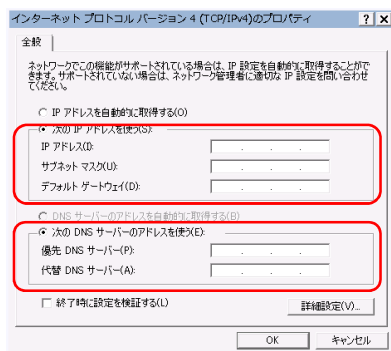 インターネット プロトコル バージョン 4 (TCP/IPv4)のプロパティ
全般
ネットワークでこの機能がサポートされている場合は、IP 設定を自動的に取得することがで
きます。サポートされていない場合は、ネットワーク管理者に適切な IP 設定を問い合わせ
てください。
IP アドレスを自動的に取得する(O)
次の IP アドレスを使う(S):
IP アドレス(I):
サブネット マスク(U):
デフォルト ゲートウェイ(D):
DNS サーバーのアドレスを自動的に取得する(B)
次の DNS サーバーのアドレスを使う(E):
優先 DNS サーバー(P):
代替 DNS サーバー(A):
終了時に設定を検証する(L)
詳細設定(V)...
OK キャンセル